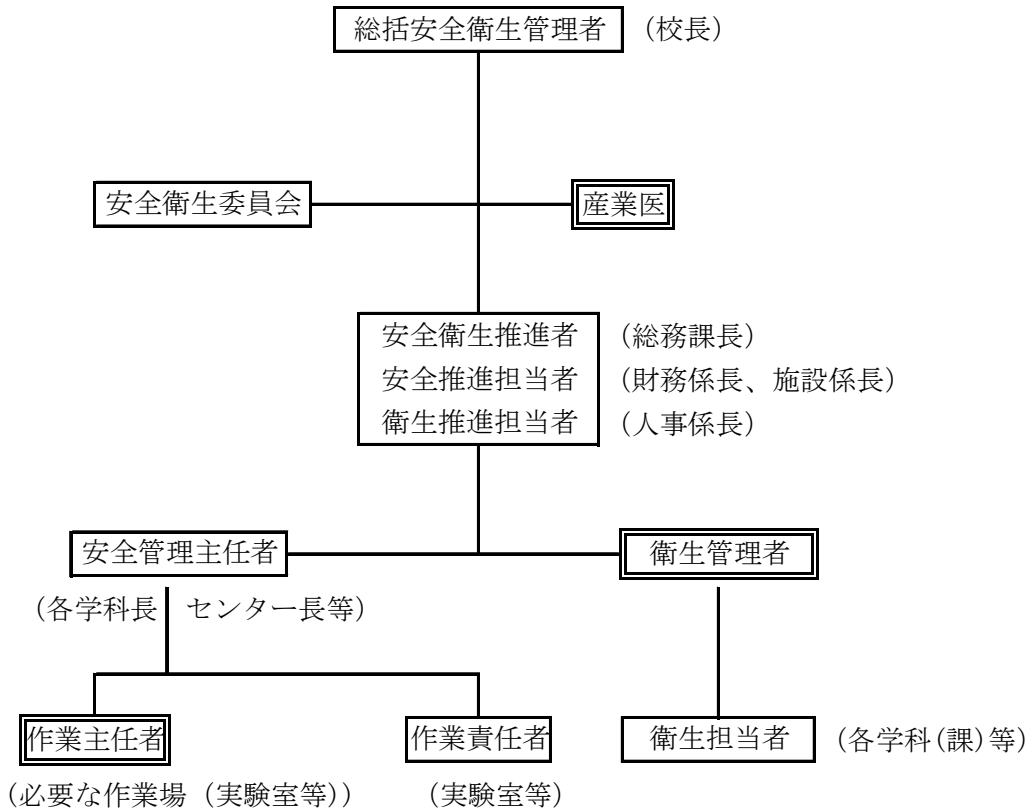 総括安全衛生管理者 (校長)
安全衛生委員会 産業医
安全衛生推進者 (総務課長)
安全推進担当者 (財務係長、施設係長)
衛生推進担当者 (人事係長)
安全管理主任者 衛生管理者
(各学科長 センター長等)
作業主任者 作業責任者 衛生担当者 (各学科(課)等)
(必要な作業場 (実験室等)) (実験室等)